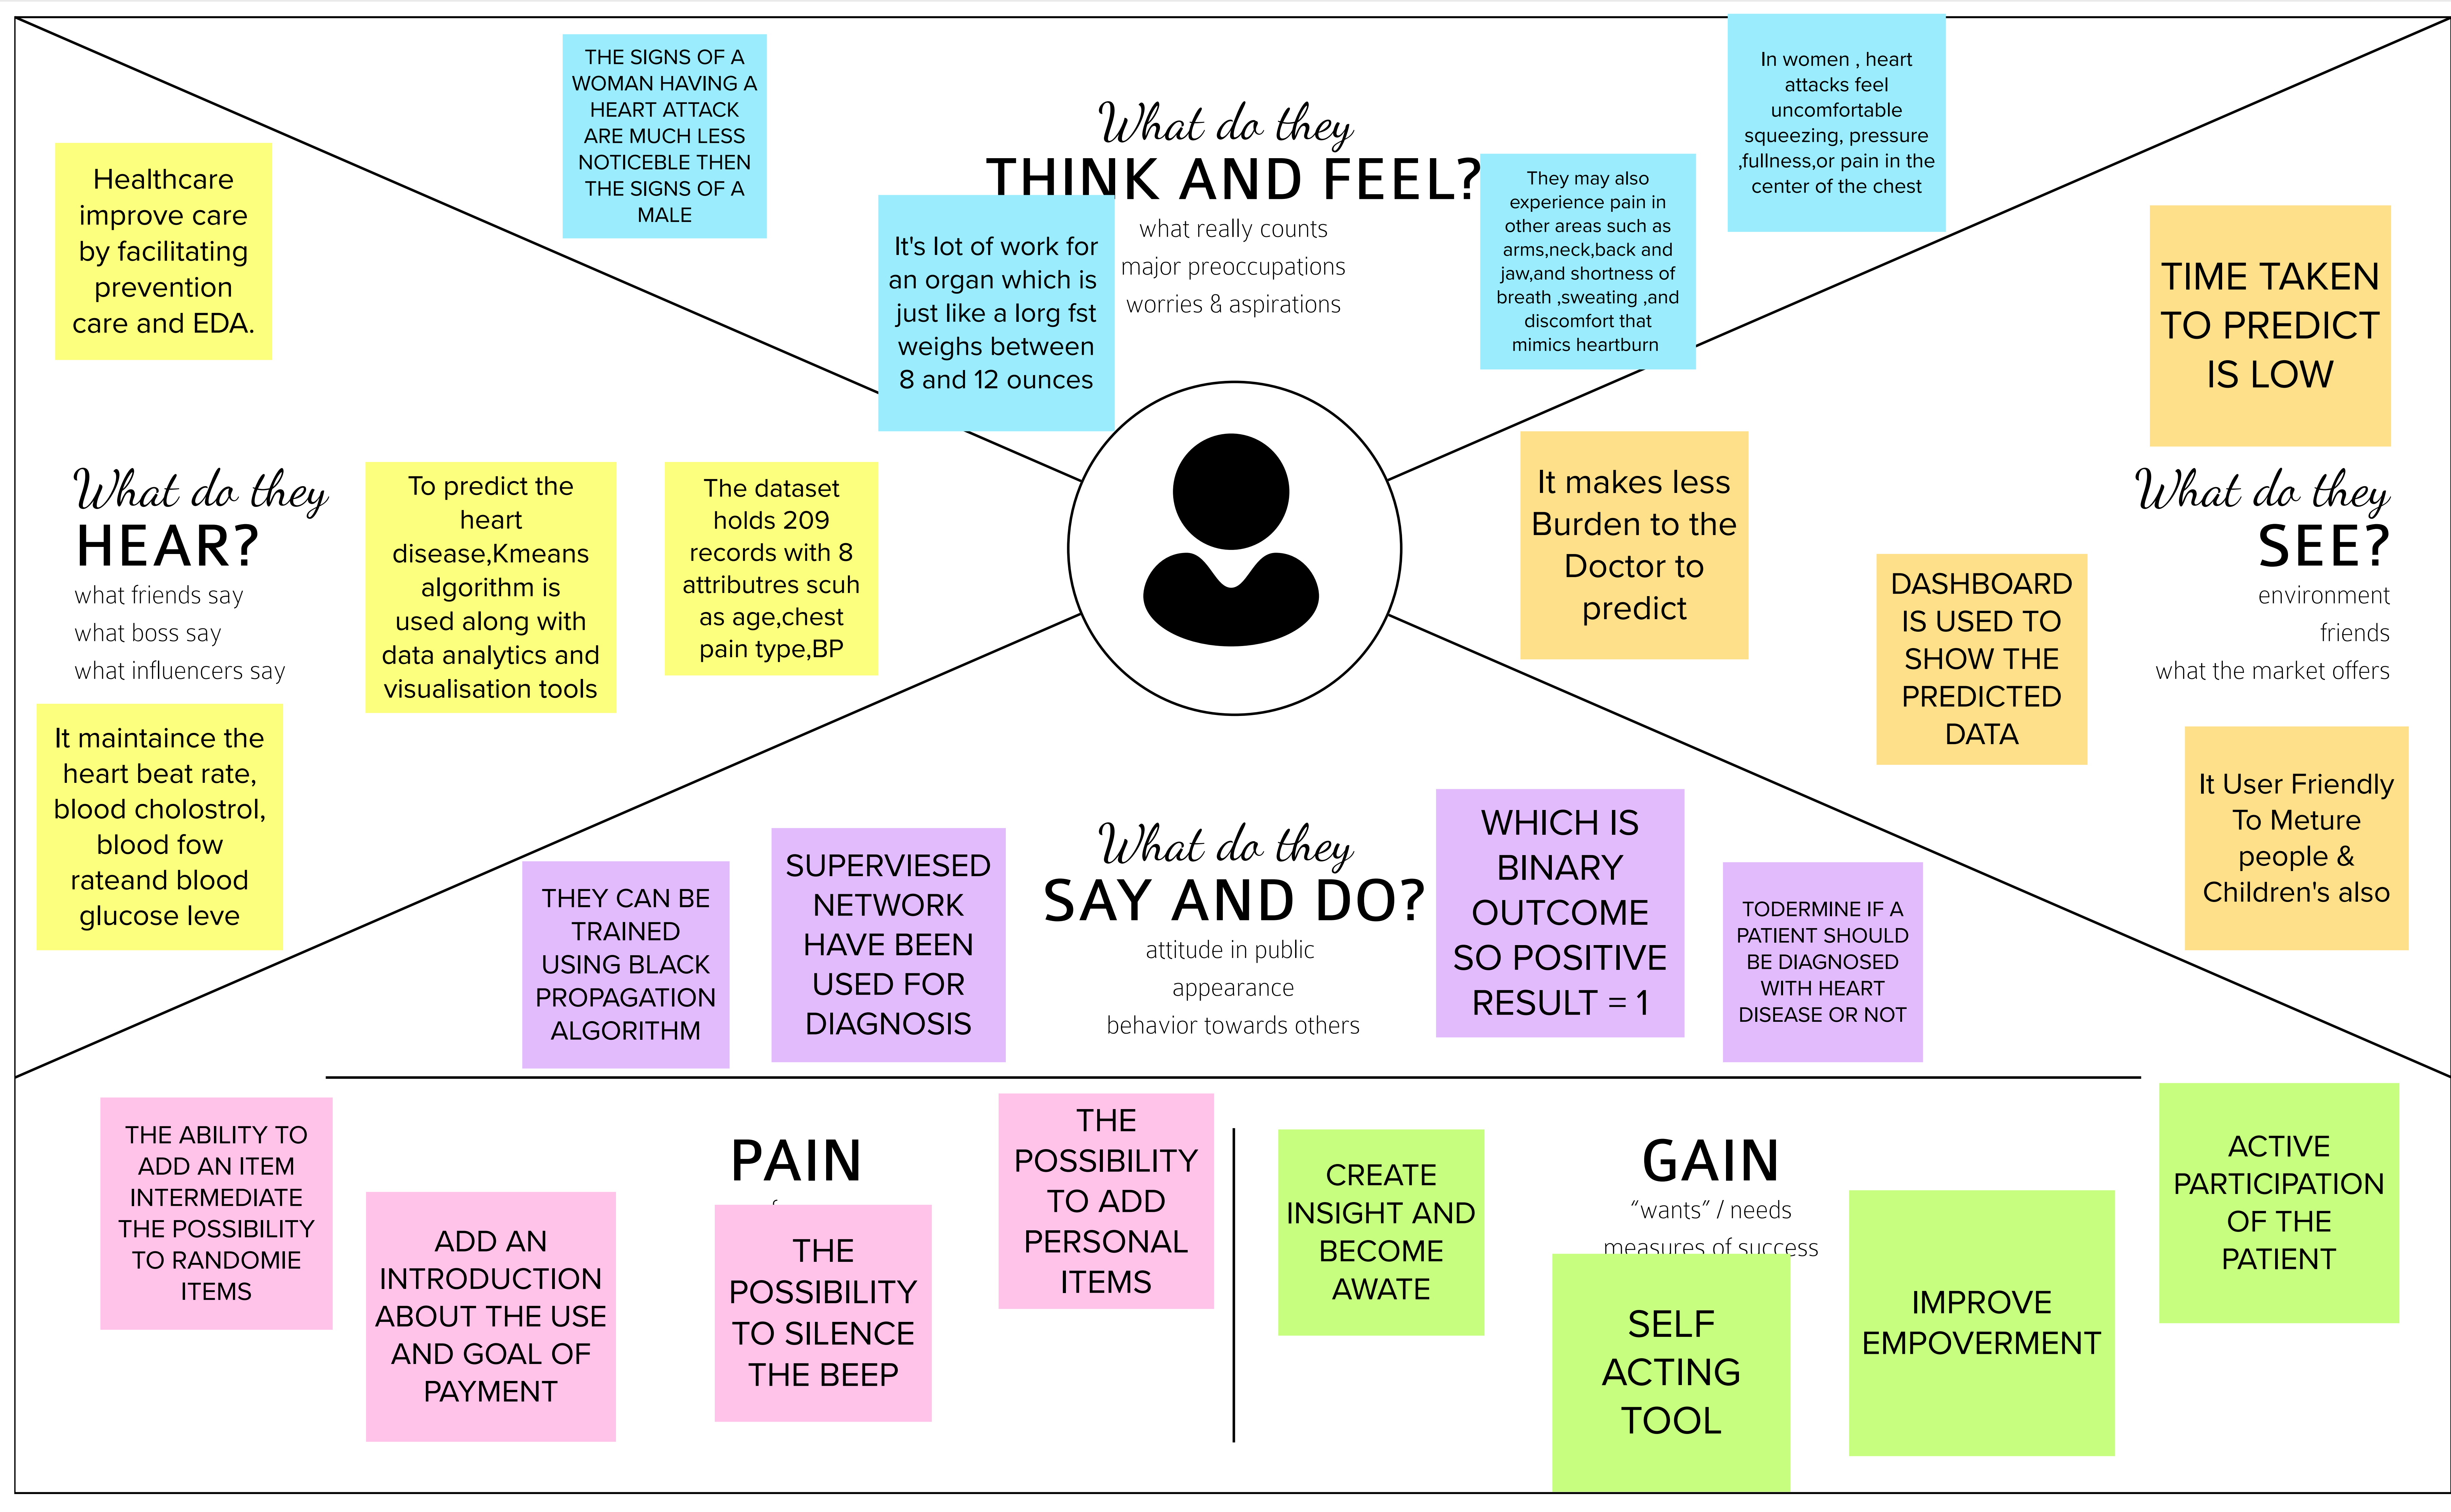 THE SIGNS OF A
WOMAN HAVING A
HEART ATTACK
ARE MUCH LESS
NOTICEBLE THEN
THE SIGNS OF A
MALE
What do they
THINK AND FEEL?
what really counts
major preoccupations
worries & aspirations
It's lot of work for
an organ which is
just like a lorg fst
weighs between
8 and 12 ounces
They may also
experience pain in
other areas such as
arms,neck,back and
jaw,and shortness of
breath ,sweating ,and
discomfort that
mimics heartburn
In women , heart
attacks feel
uncomfortable
squeezing, pressure
,fullness,or pain in the
center of the chest
Healthcare
improve care
by facilitating
prevention
care and EDA.
What do they
HEAR?
what friends say
what boss say
what influencers say
To predict the
heart
disease,Kmeans
algorithm is
used along with
data analytics and
visualisation tools
The dataset
holds 209
records with 8
attributres scuh
as age,chest
pain type,BP
It maintaince the
heart beat rate,
blood cholostrol,
blood fow
rateand blood
glucose leve
TIME TAKEN
TO PREDICT
IS LOW
It makes less
Burden to the
Doctor to
predict
What do they
SEE?
environment
friends
what the market offers
DASHBOARD
IS USED TO
SHOW THE
PREDICTED
DATA
It User Friendly
To Meture
people &
Children's also
THEY CAN BE
TRAINED
USING BLACK
PROPAGATION
ALGORITHM
SUPERVIESED
NETWORK
HAVE BEEN
USED FOR
DIAGNOSIS
What do they
SAY AND DO?
attitude in public
appearance
behavior towards others
WHICH IS
BINARY
OUTCOME
SO POSITIVE
RESULT = 1
TODERMINE IF A
PATIENT SHOULD
BE DIAGNOSED
WITH HEART
DISEASE OR NOT
THE ABILITY TO
ADD AN ITEM
INTERMEDIATE
THE POSSIBILITY
TO RANDOMIE
ITEMS
ADD AN
INTRODUCTION
ABOUT THE USE
AND GOAL OF
PAYMENT
PAIN
THE
POSSIBILITY
TO SILENCE
THE BEEP
THE
POSSIBILITY
TO ADD
PERSONAL
ITEMS
CREATE
INSIGHT AND
BECOME
AWATE
GAIN
“wants” / needs
measures of success
SELF
ACTING
TOOL
IMPROVE
EMPOVERMENT
ACTIVE
PARTICIPATION
OF THE
PATIENT